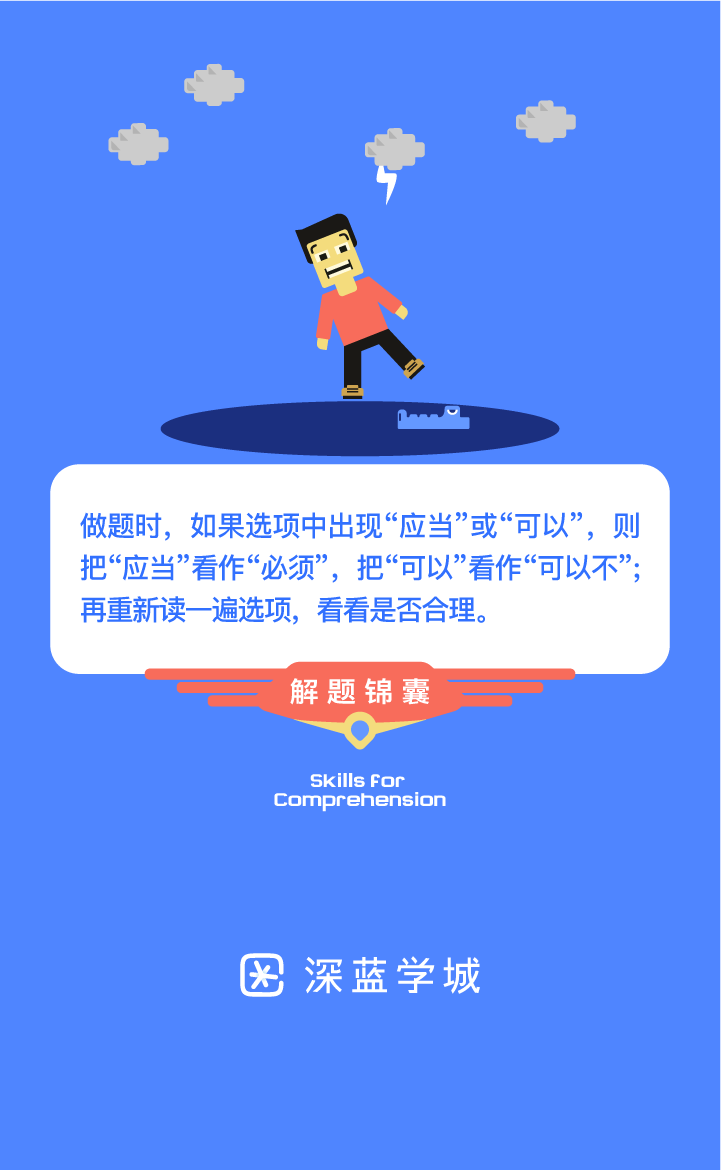 做题时，如果选项中出现“应当”或“可以”，则
把“应当”看作“必须”，把“可以”看作“可以不”；
再重新读一遍选项，看看是否合理。
解题锦囊
Skills for
Comprehension
深蓝学城